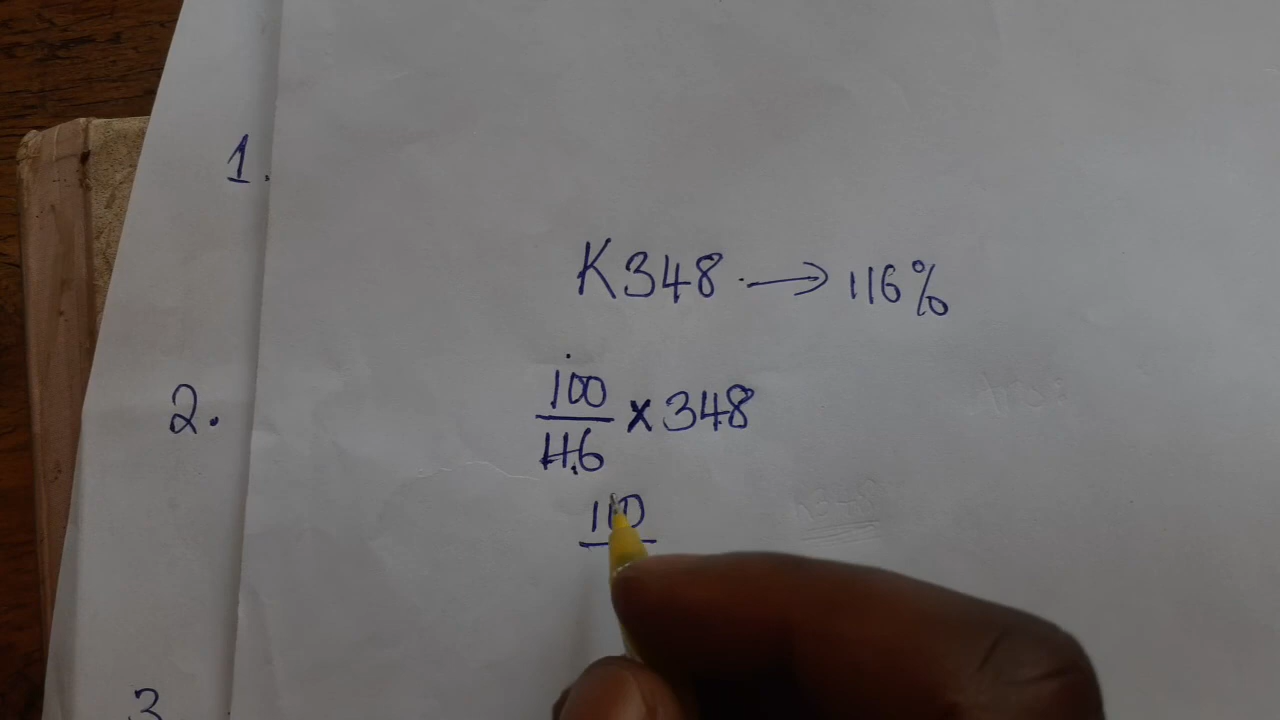 1.
K348 → 116%
2.
100
116 × 348
3